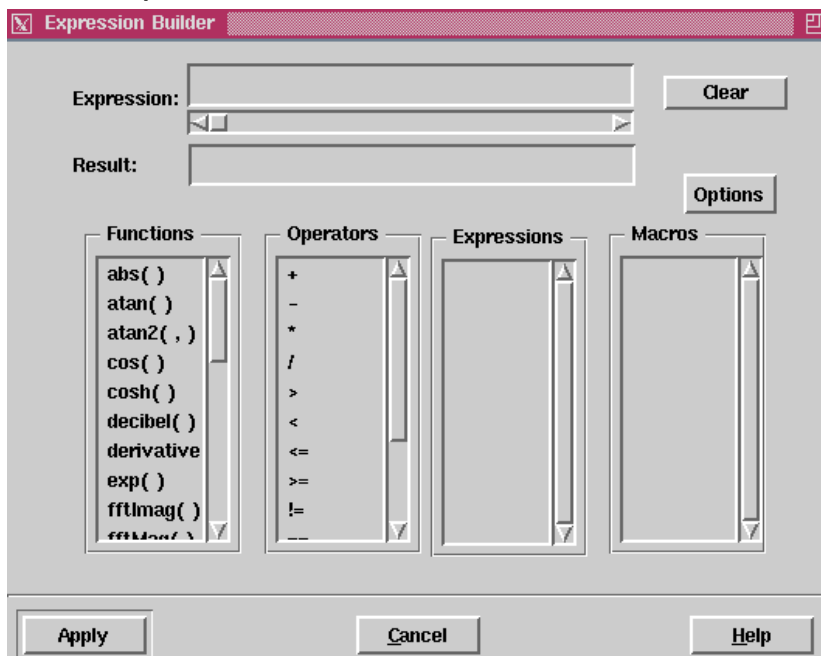 Expression Builder
Expression:
Clear
Result:
Options
Functions
abs( )
atan( )
atan2( , )
cos( )
cosh( )
decibel( )
derivative
exp( )
fftImag( )
fftMag( )
Operators
+
-
*
/
>
<
<=
>=
!=
==
Expressions
Macros
Apply
Cancel
Help